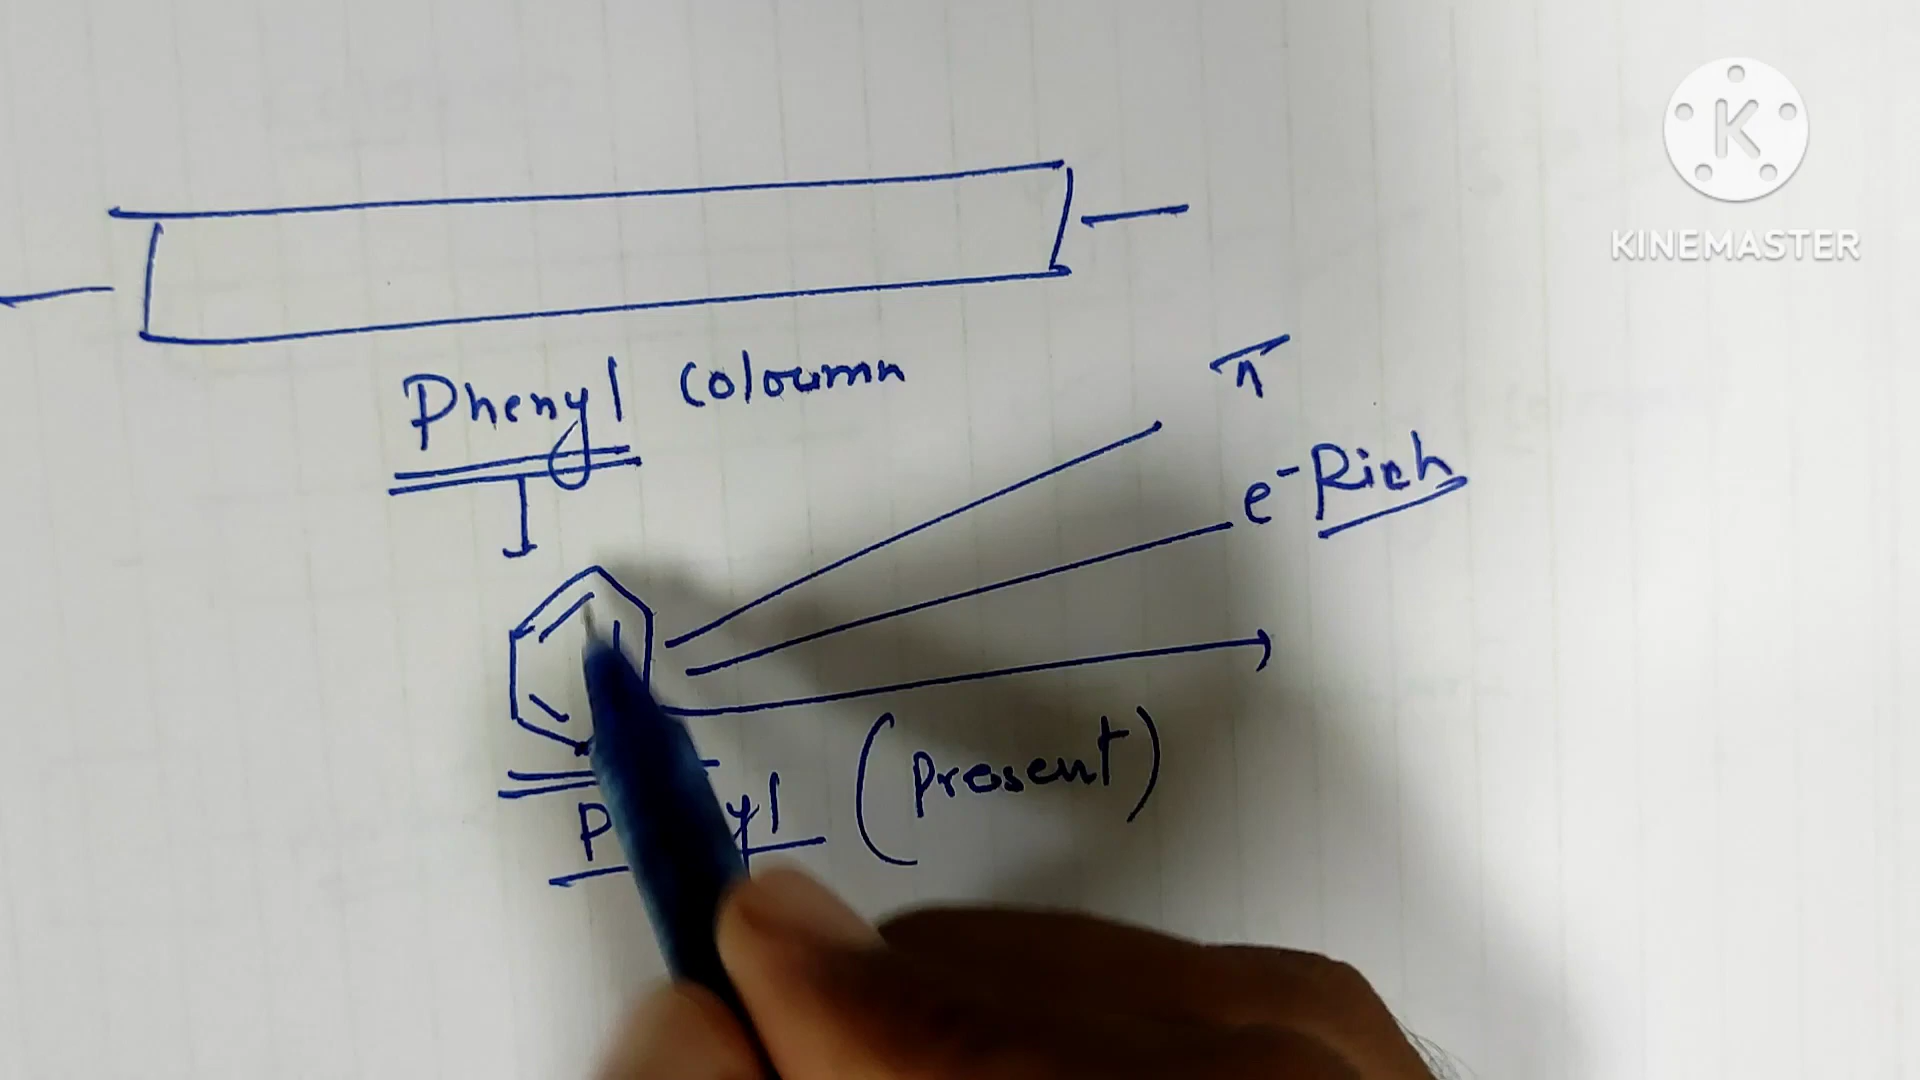 K
KINEMASTER
Phenyl Coloumn
π
e- Rich
(Present)